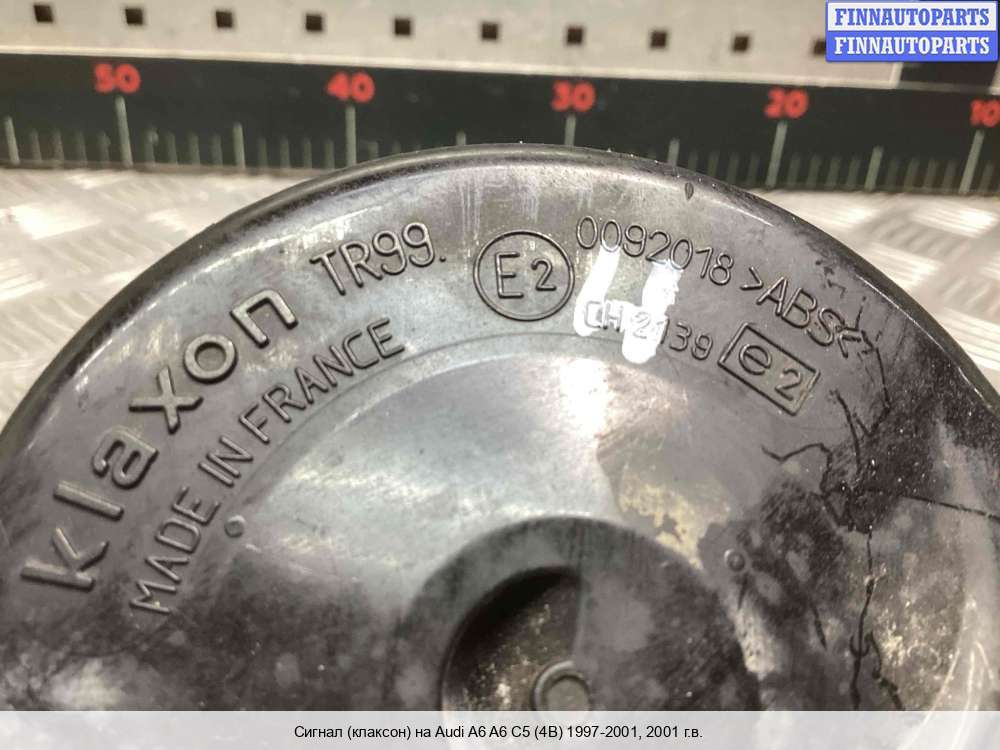 FINNAUTOPARTS
FINNAUTOPARTS
50 40 30 20 10
TR99.
E2
0092018 >ABS<
CH 2139
e2
klaxon
MADE IN FRANCE
Сигнал (клаксон) на Audi A6 A6 C5 (4B) 1997-2001, 2001 г.в.